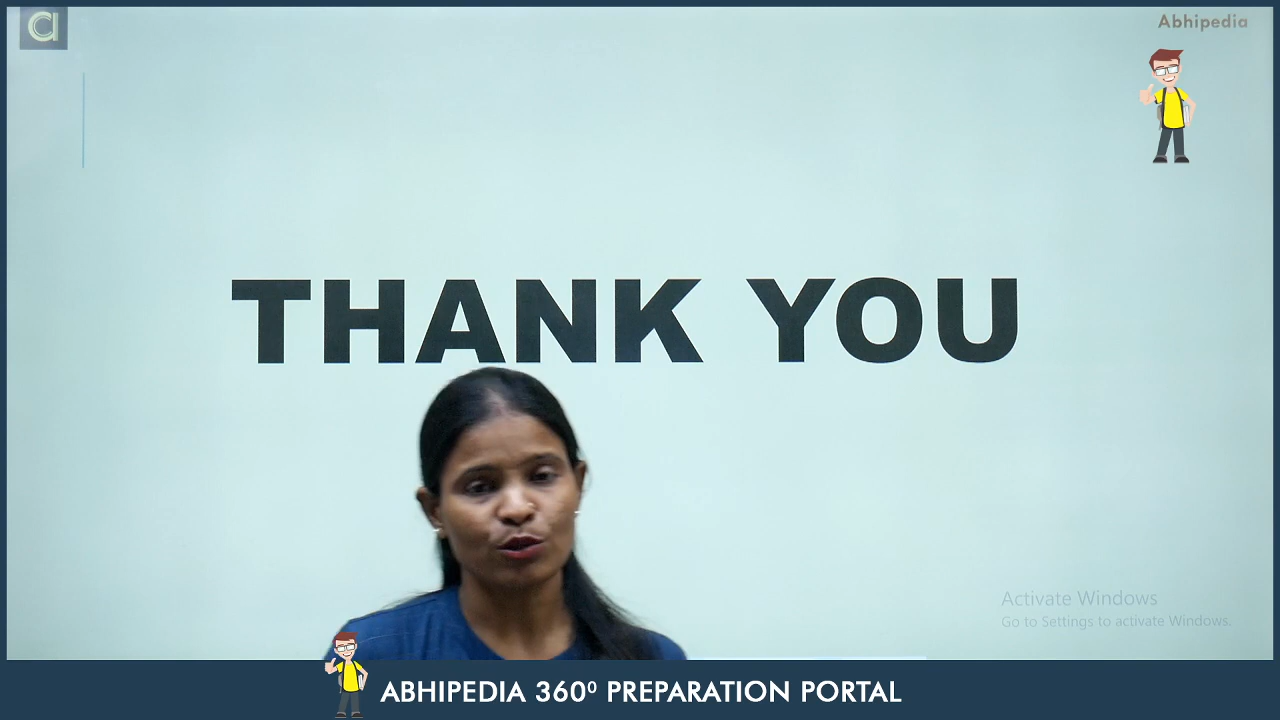 Abhipedia
THANK YOU
Activate Windows
Go to Settings to activate Windows.
ABHIPEDIA 360⁰ PREPARATION PORTAL